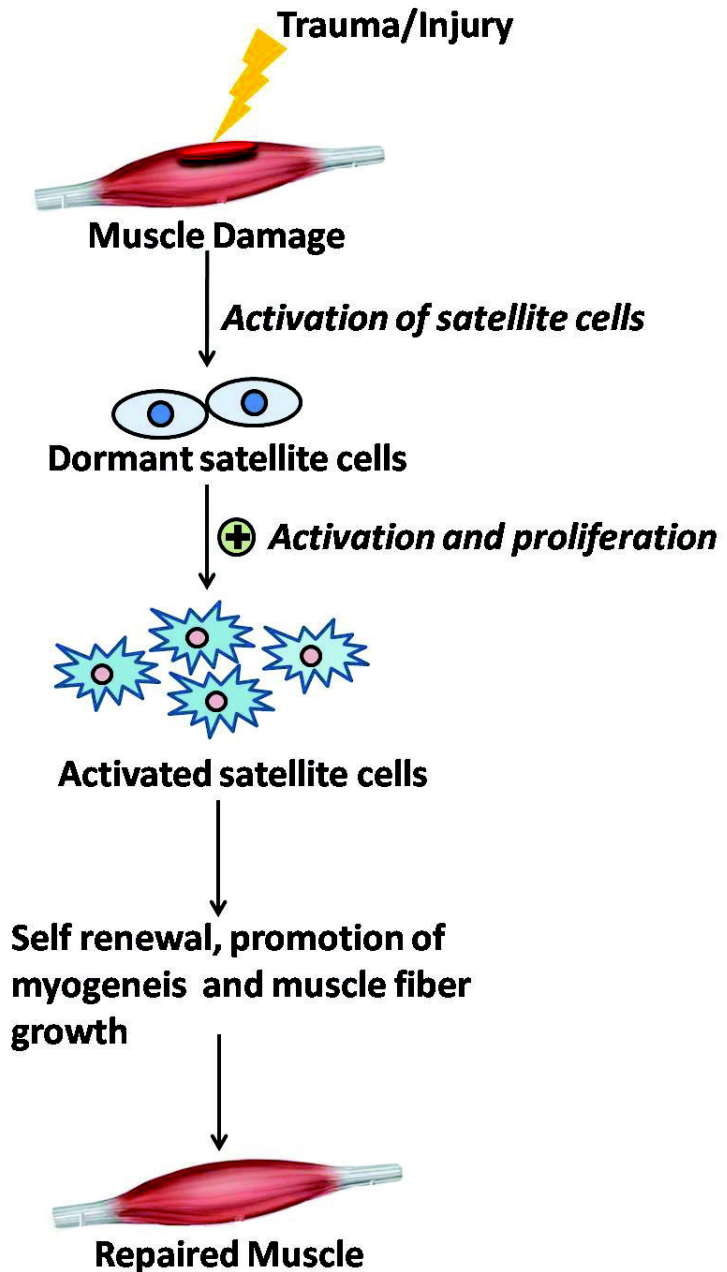 Trauma/Injury
Muscle Damage
Activation of satellite cells
Dormant satellite cells
Activation and proliferation
Activated satellite cells
Self renewal, promotion of
myogeneis and muscle fiber
growth
Repaired Muscle